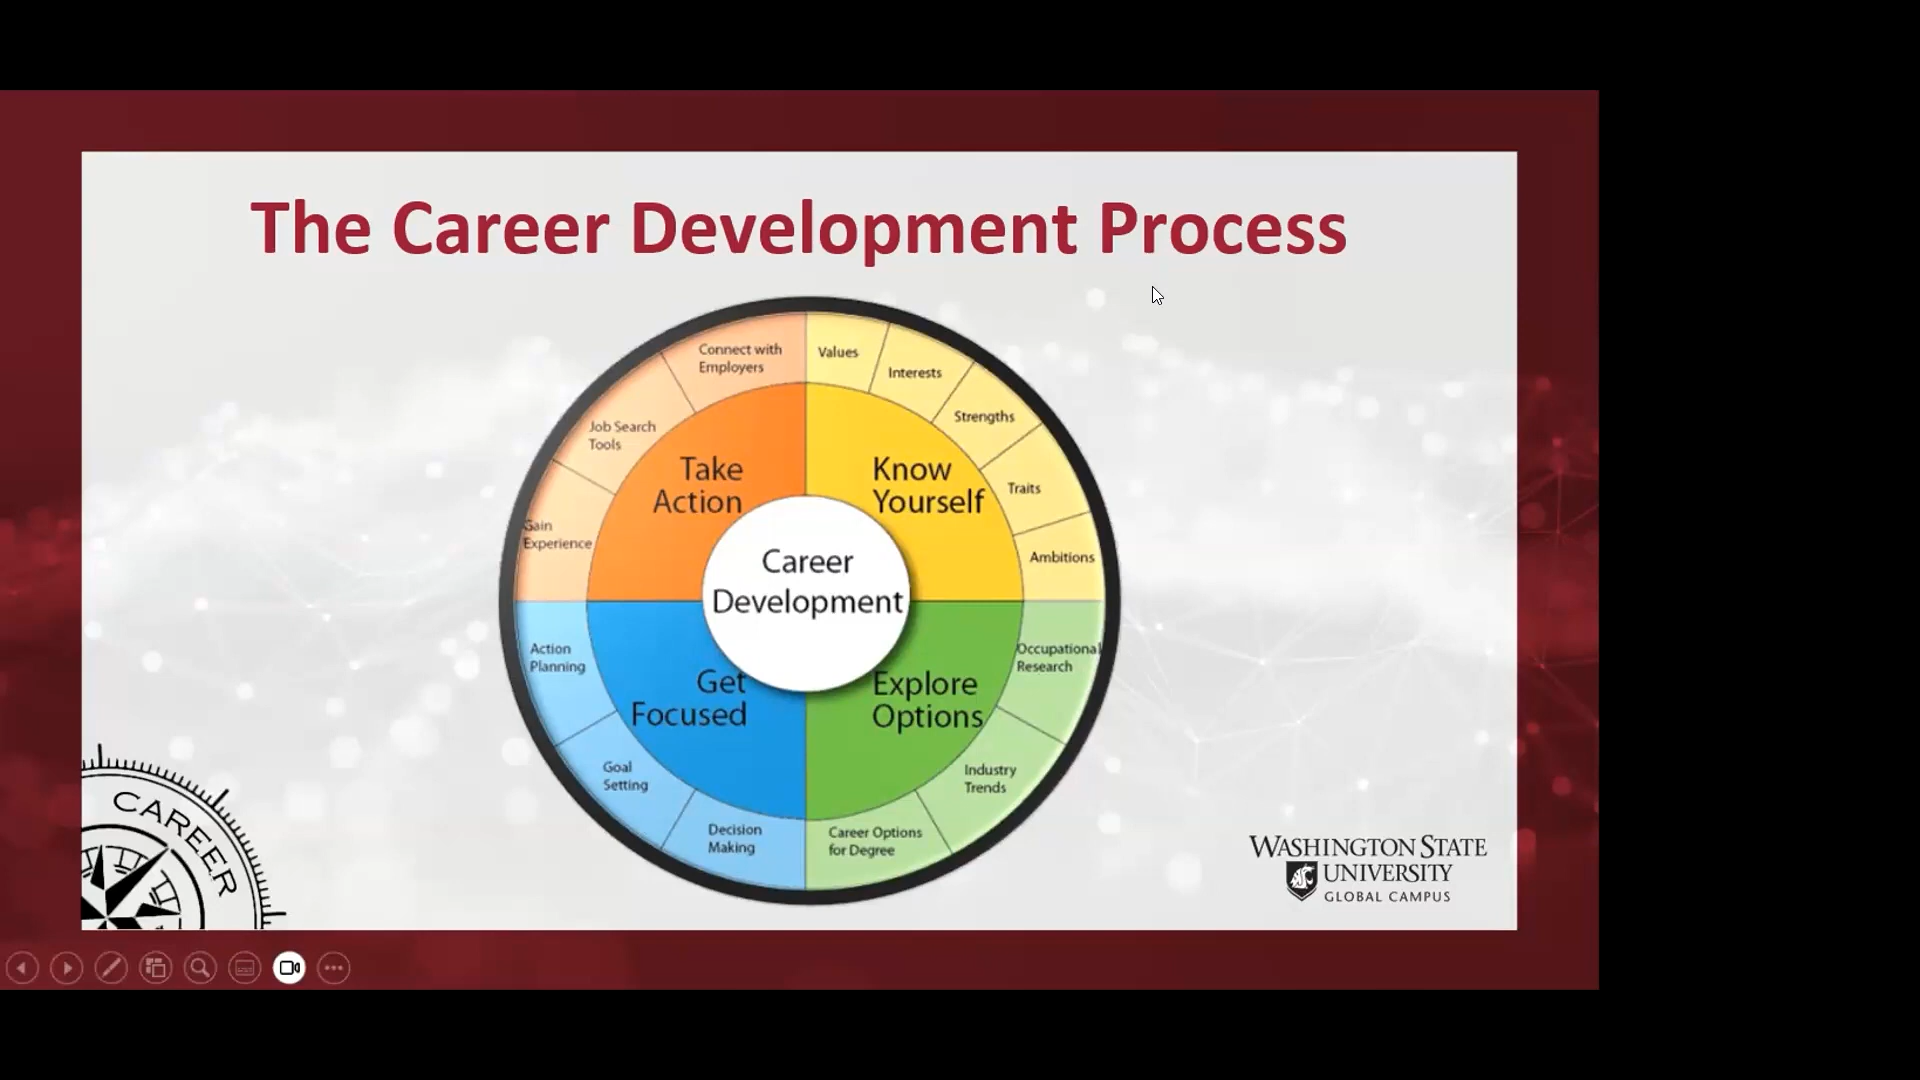 The Career Development Process
Connect with
Employers
Values
Interests
Strengths
Traits
Ambitions
Job Search
Tools
Gain
Experience
Take
Action
Know
Yourself
Career
Development
Get
Focused
Explore
Options
Occupational
Research
Industry
Trends
Career Options
for Degree
Decision
Making
Goal
Setting
Action
Planning
CAREER
WASHINGTON STATE
UNIVERSITY
GLOBAL CAMPUS